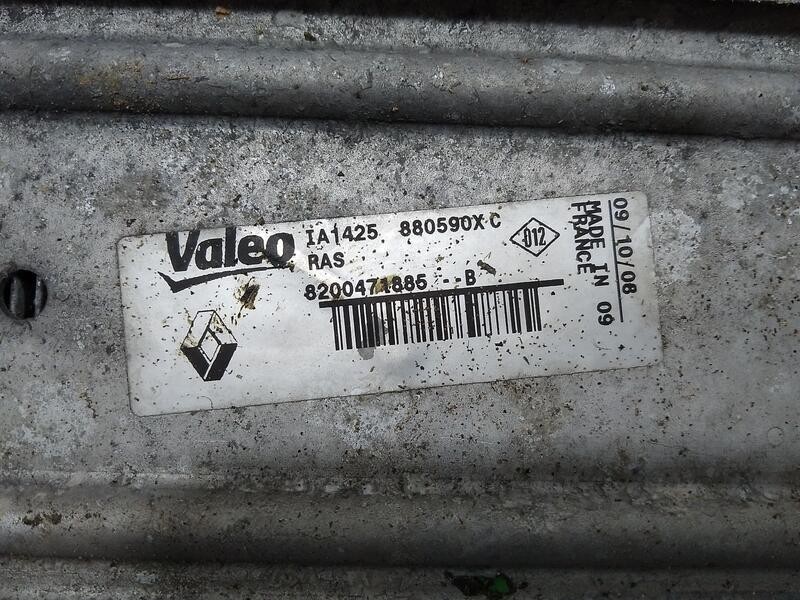 Valeo
IA1425 880590X C
RAS
8200471885 --B
012
09/10/08
MADE IN 09
FRANCE